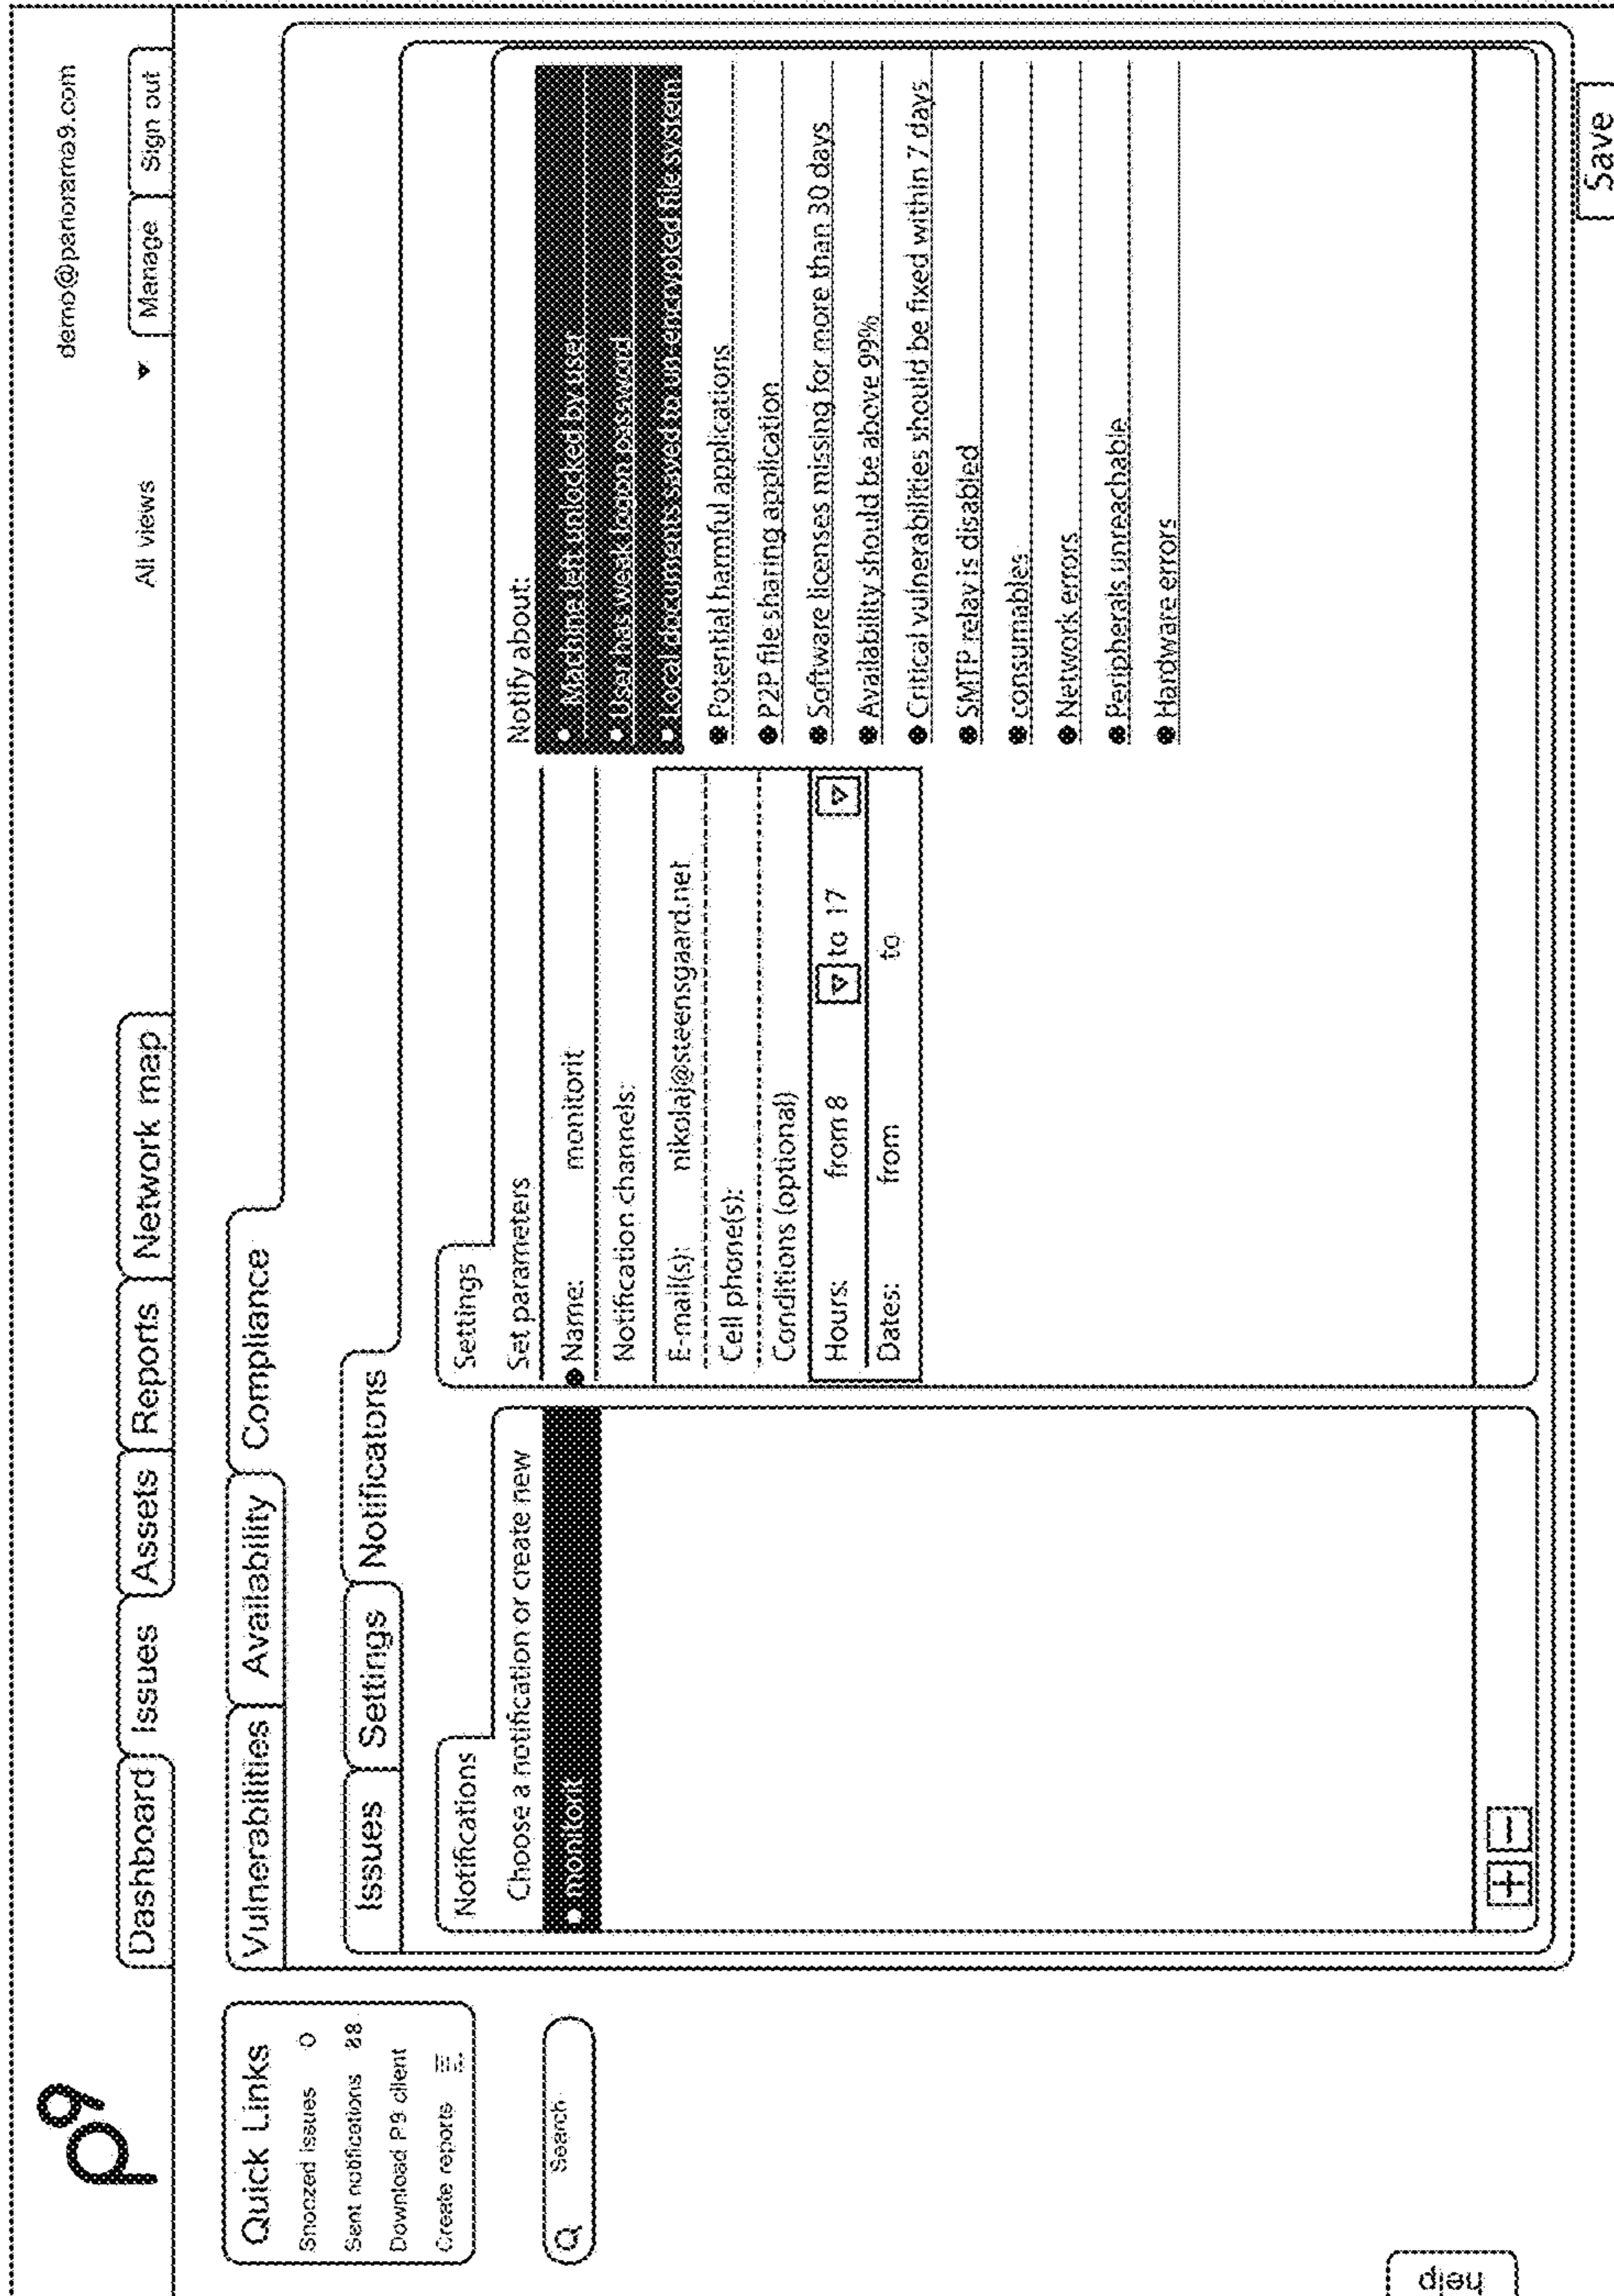 p9
demo@panorama9.com
Dashboard Issues Assets Reports Network map
All views Manage Sign out
Quick Links
Snoozed issues 0
Sent notifications 88
Download P9 client
Create reports
Search
Vulnerabilities Availability Compliance
Issues Settings Notificatons
Notifications
Choose a notification or create new
monitorit
Settings
Set parameters
Name: monitorit
Notification channels:
E-mail(s): nikolaj@steensgaard.net
Cell phone(s):
Conditions (optional)
Hours: from 8 to 17
Dates: from to
Notify about:
Machine left unlocked by user
User has weak logon password
Local documents saved to un-encrypted file system
Potential harmful applications
P2P file sharing application
Software licenses missing for more than 30 days
Availability should be above 99%
Critical vulnerabilities should be fixed within 7 days
SMTP relay is disabled
consumables
Network errors
Peripherals unreachable
Hardware errors
+ −
Save
help